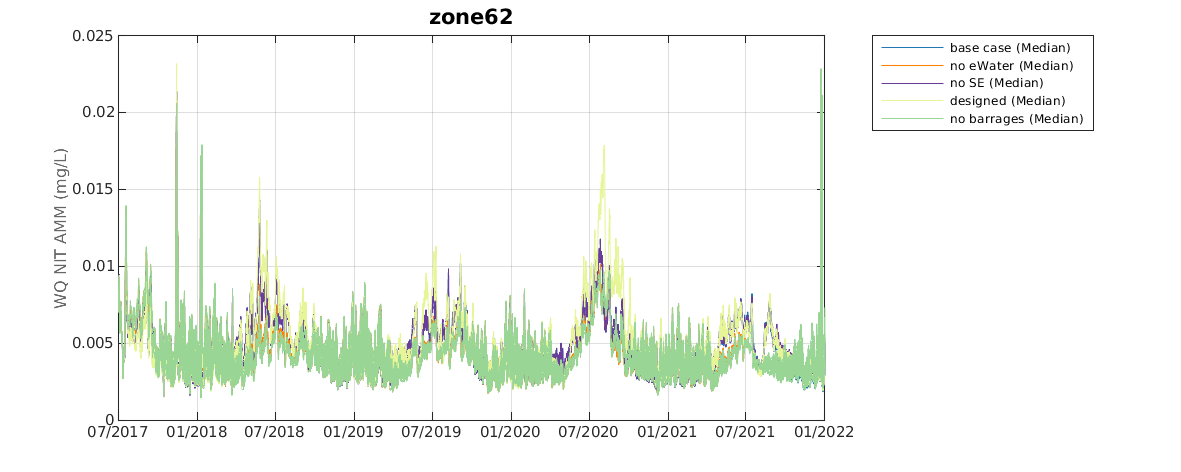 zone62
0.025
0.02
0.015
0.01
0.005
0
WQ NIT AMM (mg/L)
07/2017 01/2018 07/2018 01/2019 07/2019 01/2020 07/2020 01/2021 07/2021 01/2022
base case (Median)
no eWater (Median)
no SE (Median)
designed (Median)
no barrages (Median)